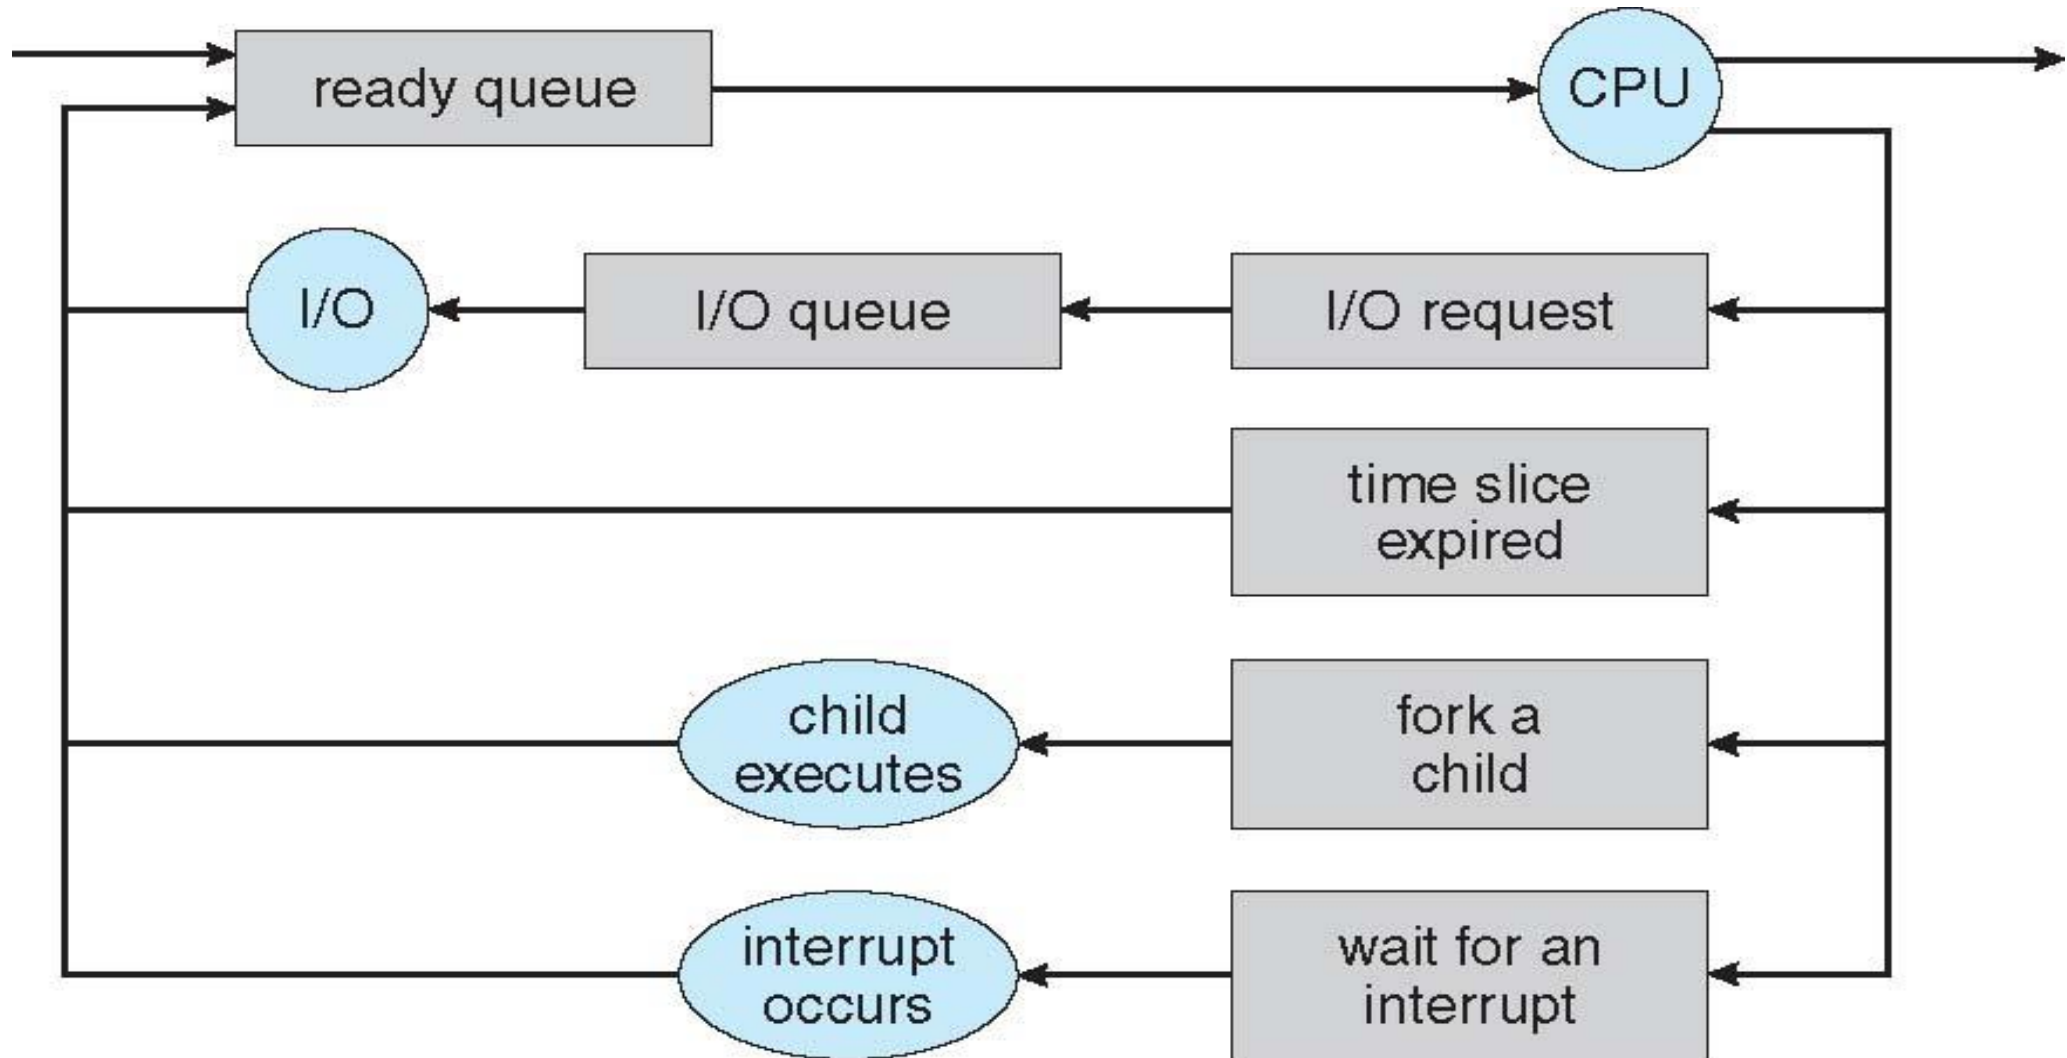 ready queue
CPU
I/O
I/O queue
I/O request
time slice
expired
child
executes
fork a
child
interrupt
occurs
wait for an
interrupt